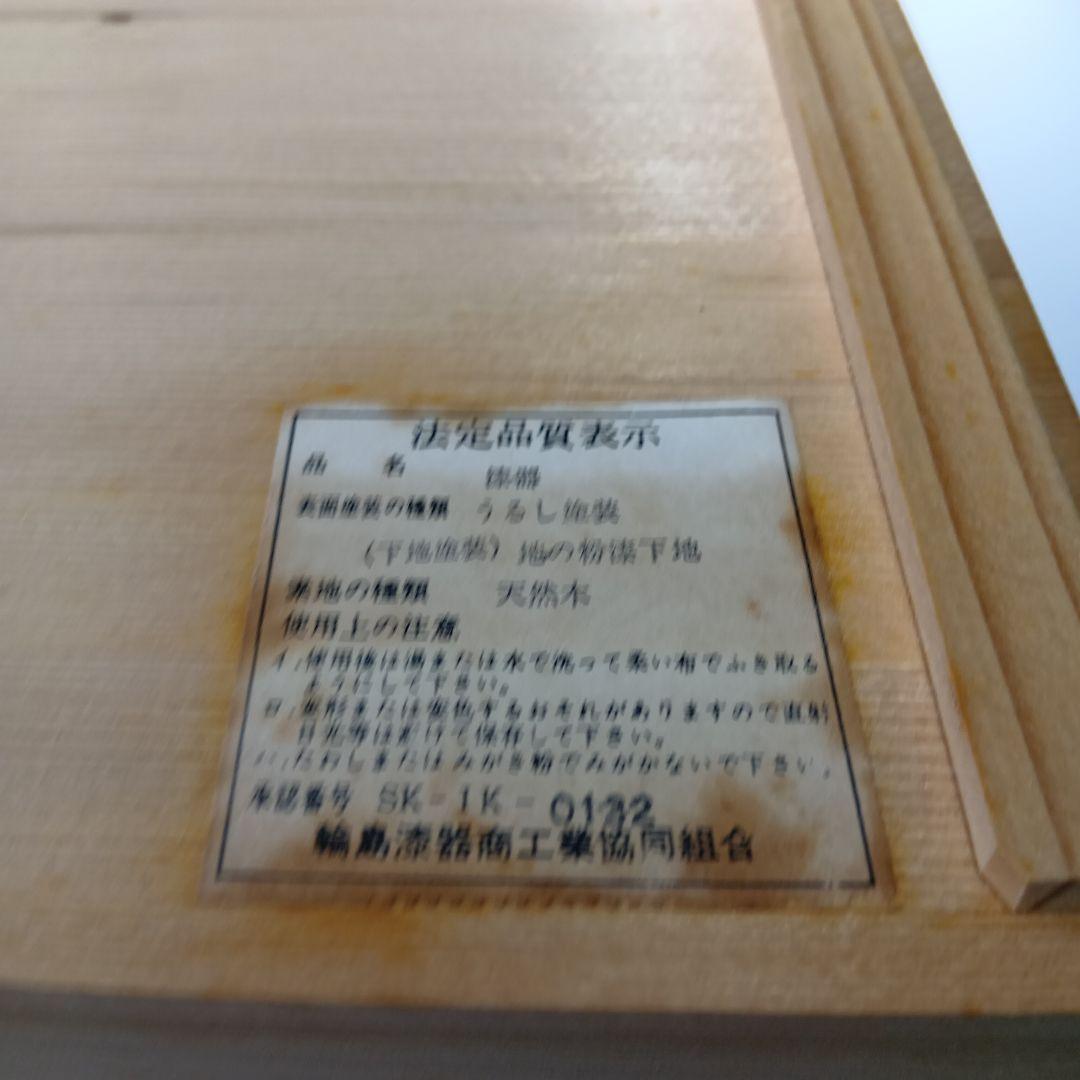 法定品質表示
品 名 漆器
表面塗装の種類 うるし塗装
(下地塗装) 地の粉漆下地
素地の種類 天然木
使用上の注意
イ,使用後は湯または水で洗って柔い布でふき取る
ようにして下さい。
ロ,変形または変色するおそれがありますので直射
日光等はさけて保存して下さい。
ハ,たわしまたはみがき粉でみがかないで下さい。
承認番号 SK-IK-0132
輪島漆器商工業協同組合